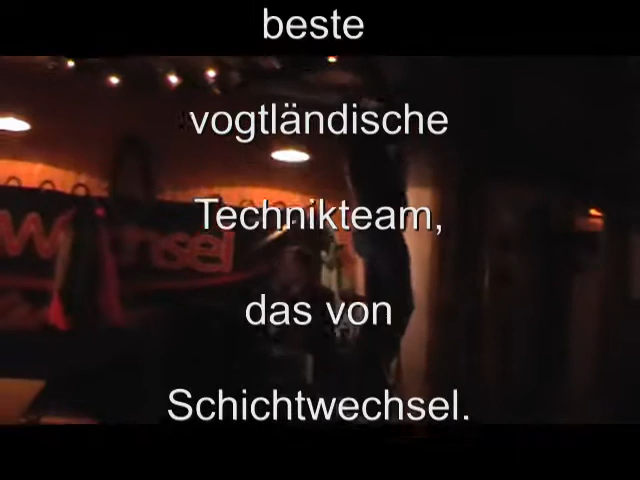 beste
vogtländische
Technikteam,
das von
Schichtwechsel.